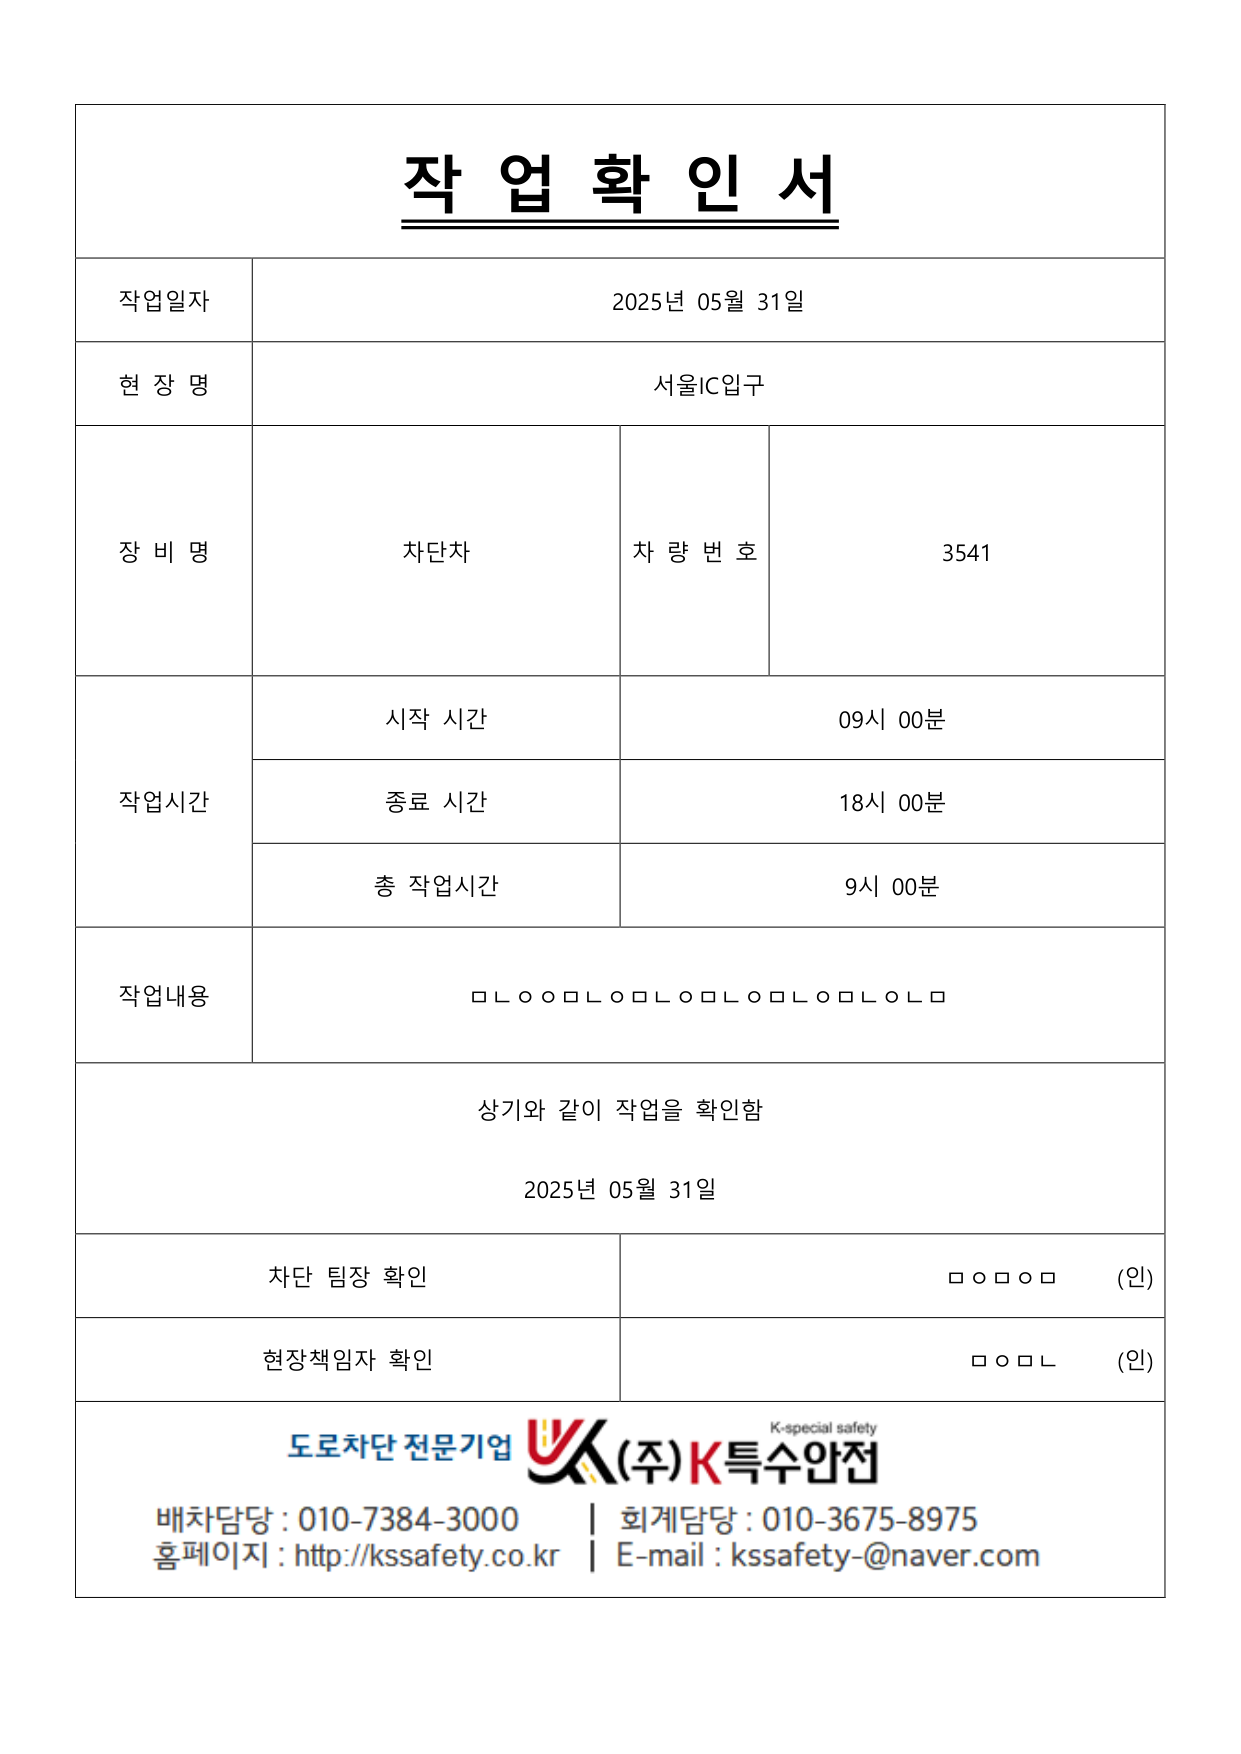 작 업 확 인 서
작업일자 2025년 05월 31일
현 장 명 서울IC입구
장 비 명 차단차 차 량 번 호 3541
작업시간
시작 시간 09시 00분
종료 시간 18시 00분
총 작업시간 9시 00분
작업내용 ㅁㄴㅇㅇㅁㄴㅇㅁㄴㅇㅁㄴㅇㅁㄴㅇㅁㄴㅇㄴㅁ
상기와 같이 작업을 확인함
2025년 05월 31일
차단 팀장 확인 ㅁㅇㅁㅇㅁ (인)
현장책임자 확인 ㅁㅇㅁㄴ (인)
K-special safety
도로차단 전문기업 (주)K특수안전
배차담당 : 010-7384-3000 | 회계담당 : 010-3675-8975
홈페이지 : http://kssafety.co.kr | E-mail : kssafety-@naver.com